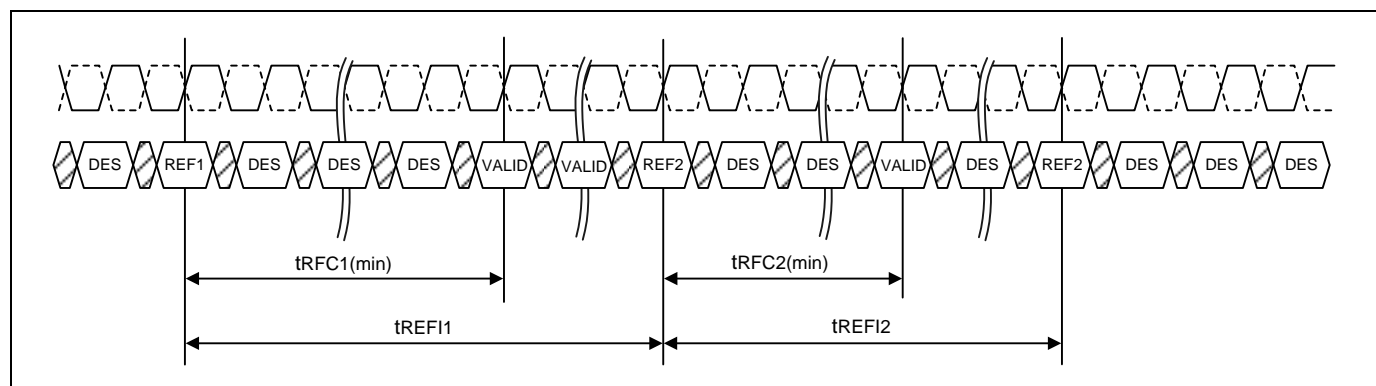 DES REF1 DES DES DES VALID VALID REF2 DES DES VALID DES REF2 DES DES DES
tRFC1(min) tRFC2(min)
tREFI1 tREFI2